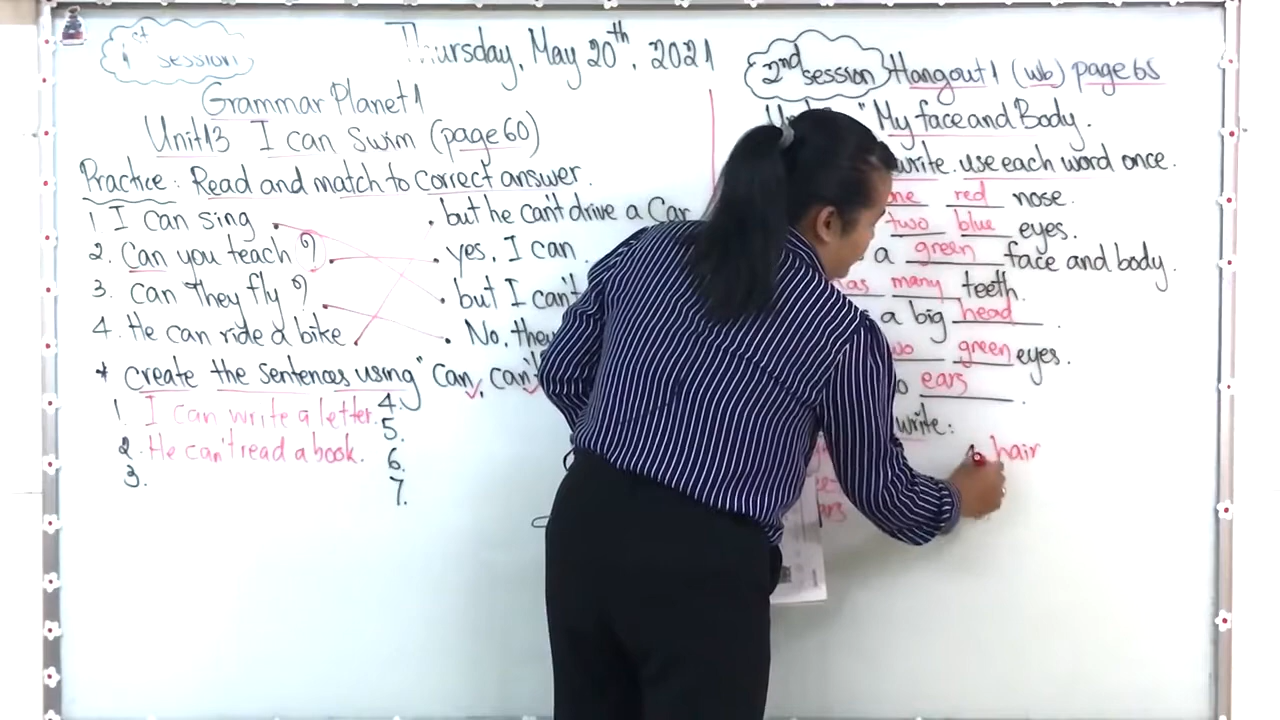 1st SESSION
Thursday, May 20th, 2021
Grammar Planet 1
Unit 13 I can Swim (page 60)
Practice: Read and match to correct answer.
1. I can sing
2. Can you teach ?
3. can They fly ?
4. He can ride a bike
. but he can't drive a Car
. yes, I can
. but I can't
. No, they
* Create the sentences using " Can, can't
1. I can write a letter.
2. He can't read a book.
3.
4.
5.
6.
7.
2nd session Hangout 1 (wb) page 65
"My face and Body.
write. use each word once.
one red nose.
two blue eyes.
a green face and body.
has many teeth.
a big head.
green eyes.
ears.
write:
hair